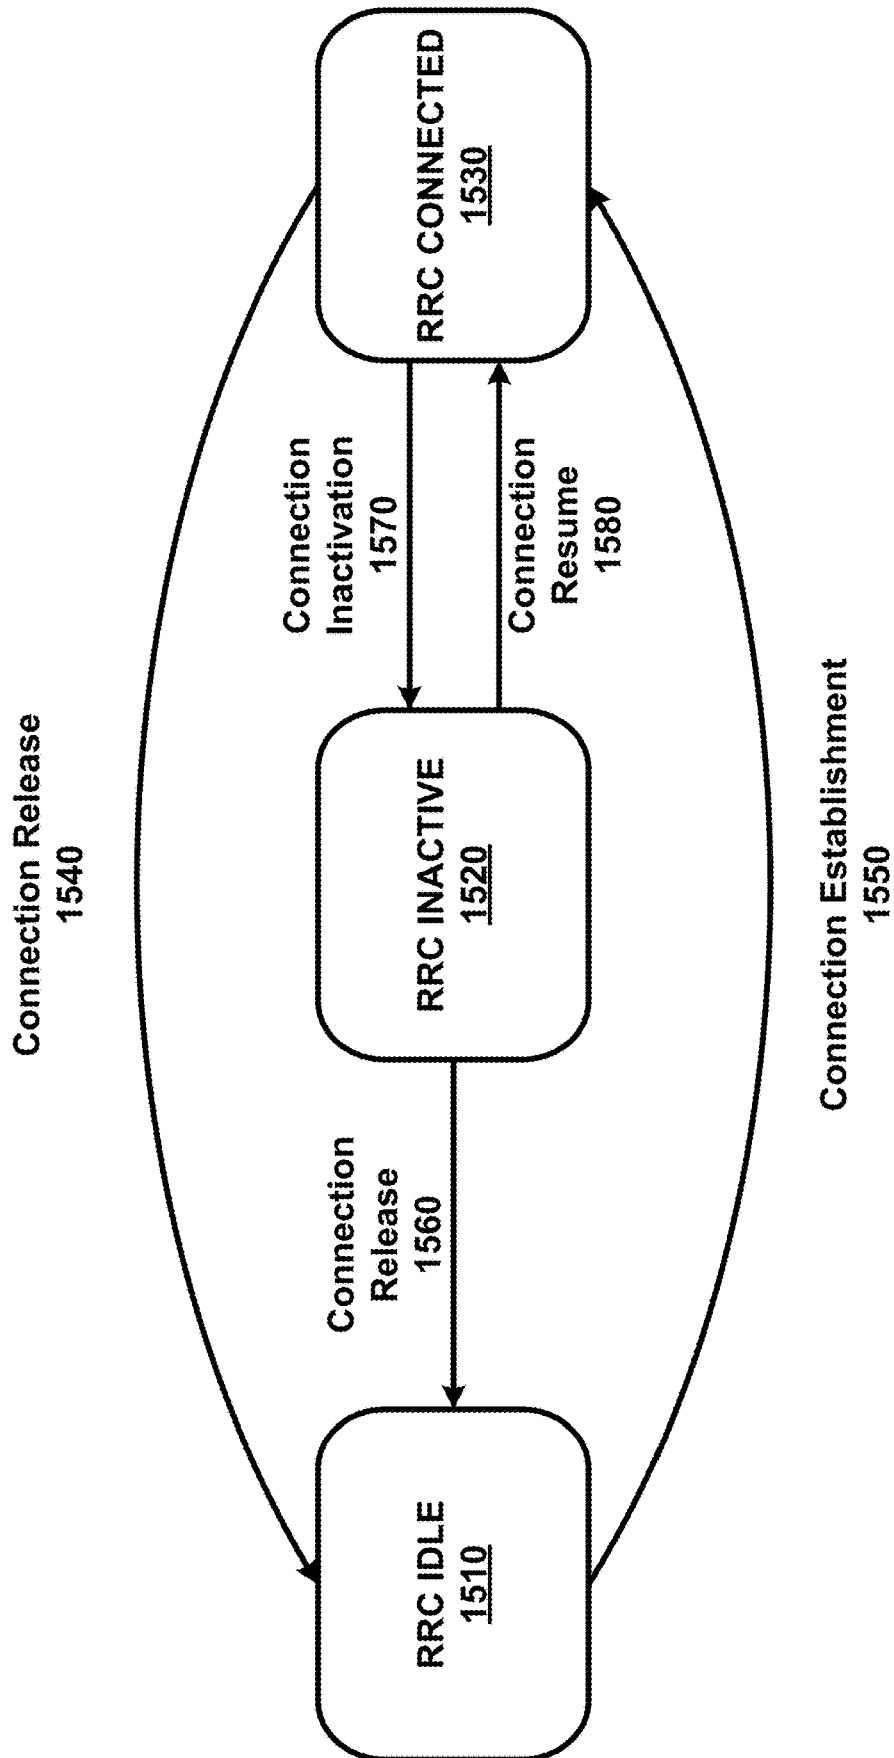 Connection Release
1540
RRC IDLE
1510
Connection
Release
1560
RRC INACTIVE
1520
Connection
Inactivation
1570
Connection
Resume
1580
RRC CONNECTED
1530
Connection Establishment
1550